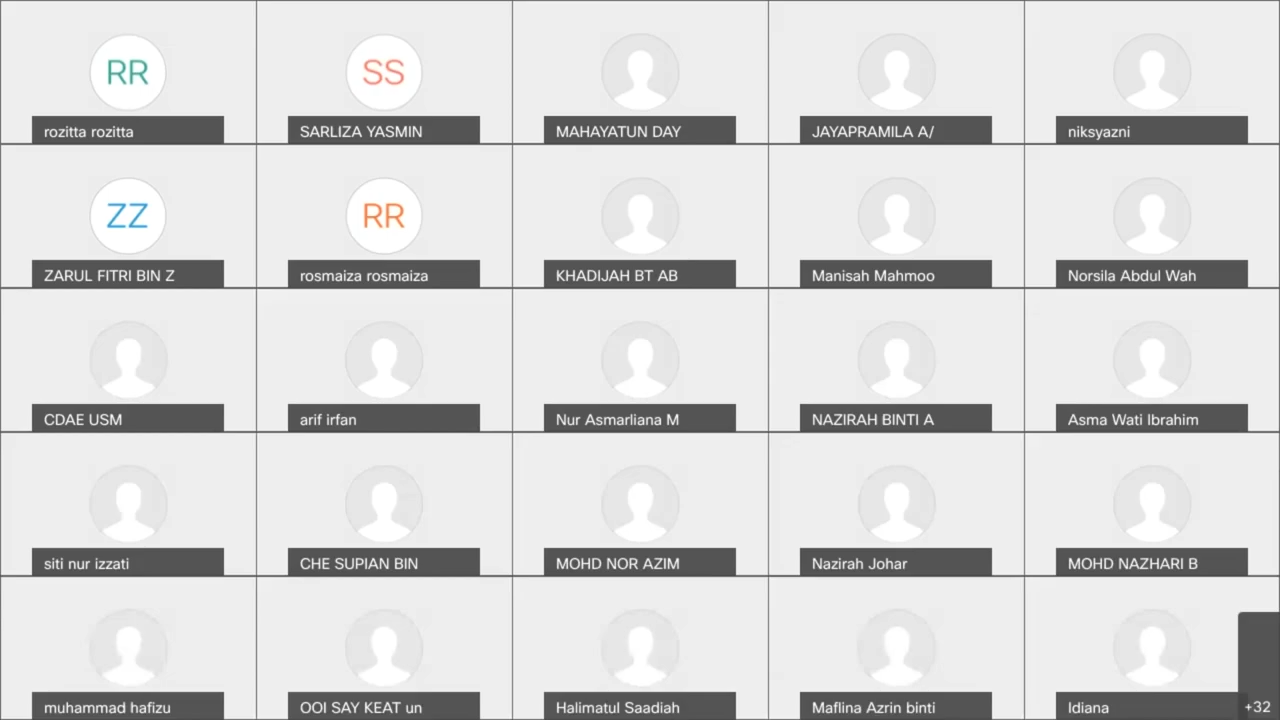 RR
SS
rozitta rozitta
SARLIZA YASMIN
MAHAYATUN DAY
JAYAPRAMILA A/
niksyazni
ZZ
RR
ZARUL FITRI BIN Z
rosmaiza rosmaiza
KHADIJAH BT AB
Manisah Mahmoo
Norsila Abdul Wah
CDAE USM
arif irfan
Nur Asmarliana M
NAZIRAH BINTI A
Asma Wati Ibrahim
siti nur izzati
CHE SUPIAN BIN
MOHD NOR AZIM
Nazirah Johar
MOHD NAZHARI B
muhammad hafizu
OOI SAY KEAT un
Halimatul Saadiah
Maflina Azrin binti
Idiana
+32